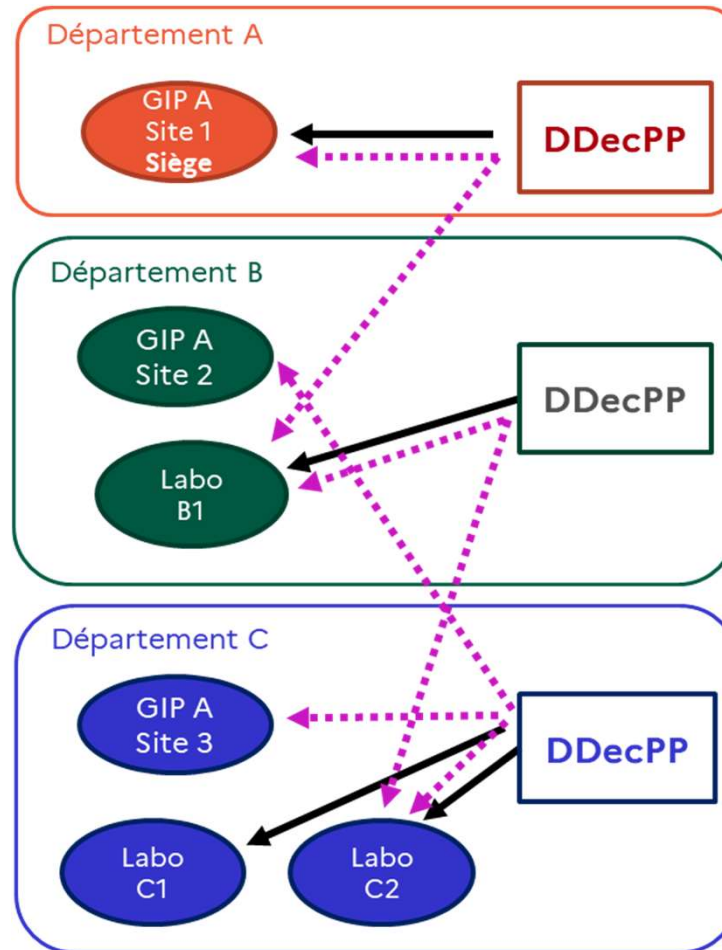 Département A
GIP A
Site 1
Siège
DDecPP
Département B
GIP A
Site 2
DDecPP
Labo
B1
Département C
GIP A
Site 3
DDecPP
Labo
C1
Labo
C2